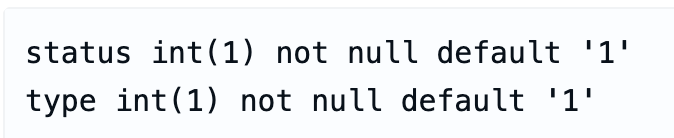 status int(1) not null default '1'
type int(1) not null default '1'